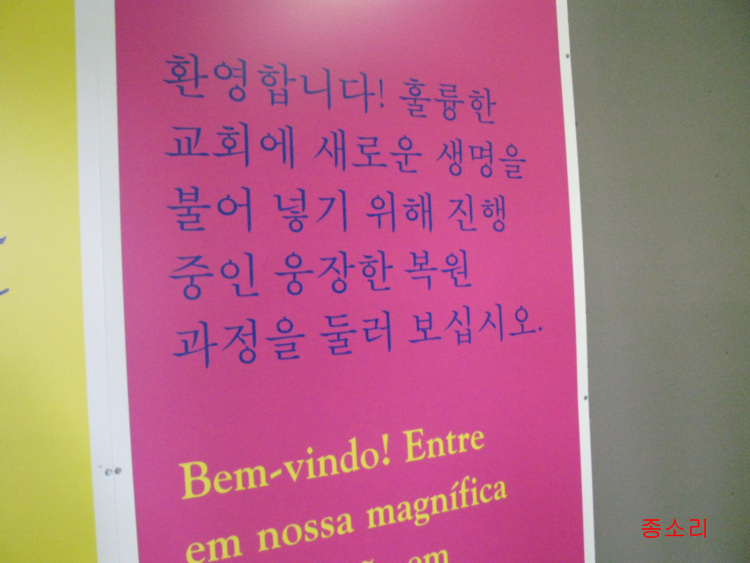 환영합니다! 훌륭한
교회에 새로운 생명을
불어 넣기 위해 진행
중인 웅장한 복원
과정을 둘러 보십시오.
Bem-vindo! Entre
em nossa magnífica
em
종소리